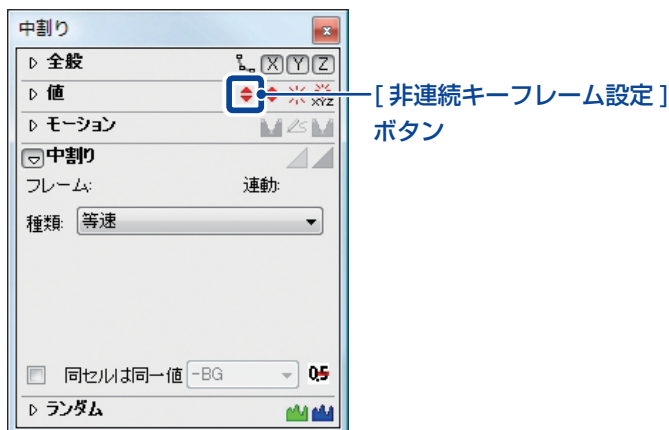 中割り
全般
X Y Z
値
XYZ
[ 非連続キーフレーム設定 ]
ボタン
モーション
中割り
フレーム: 連動:
種類: 等速
同セルは同一値 -BG 0.5
ランダム